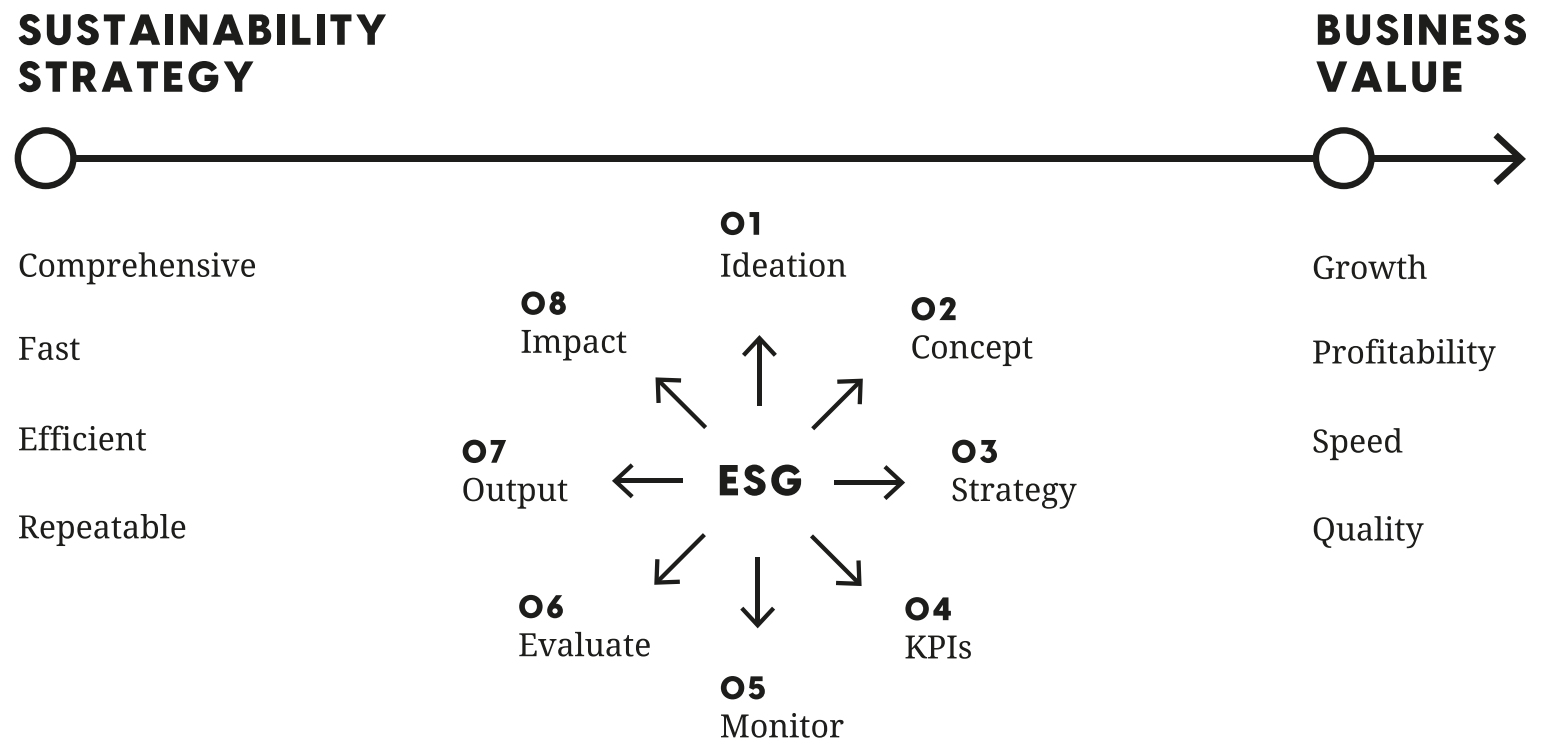 SUSTAINABILITY
STRATEGY
BUSINESS
VALUE
Comprehensive
Fast
Efficient
Repeatable
01
Ideation
02
Concept
03
Strategy
04
KPIs
05
Monitor
06
Evaluate
07
Output
08
Impact
ESG
Growth
Profitability
Speed
Quality